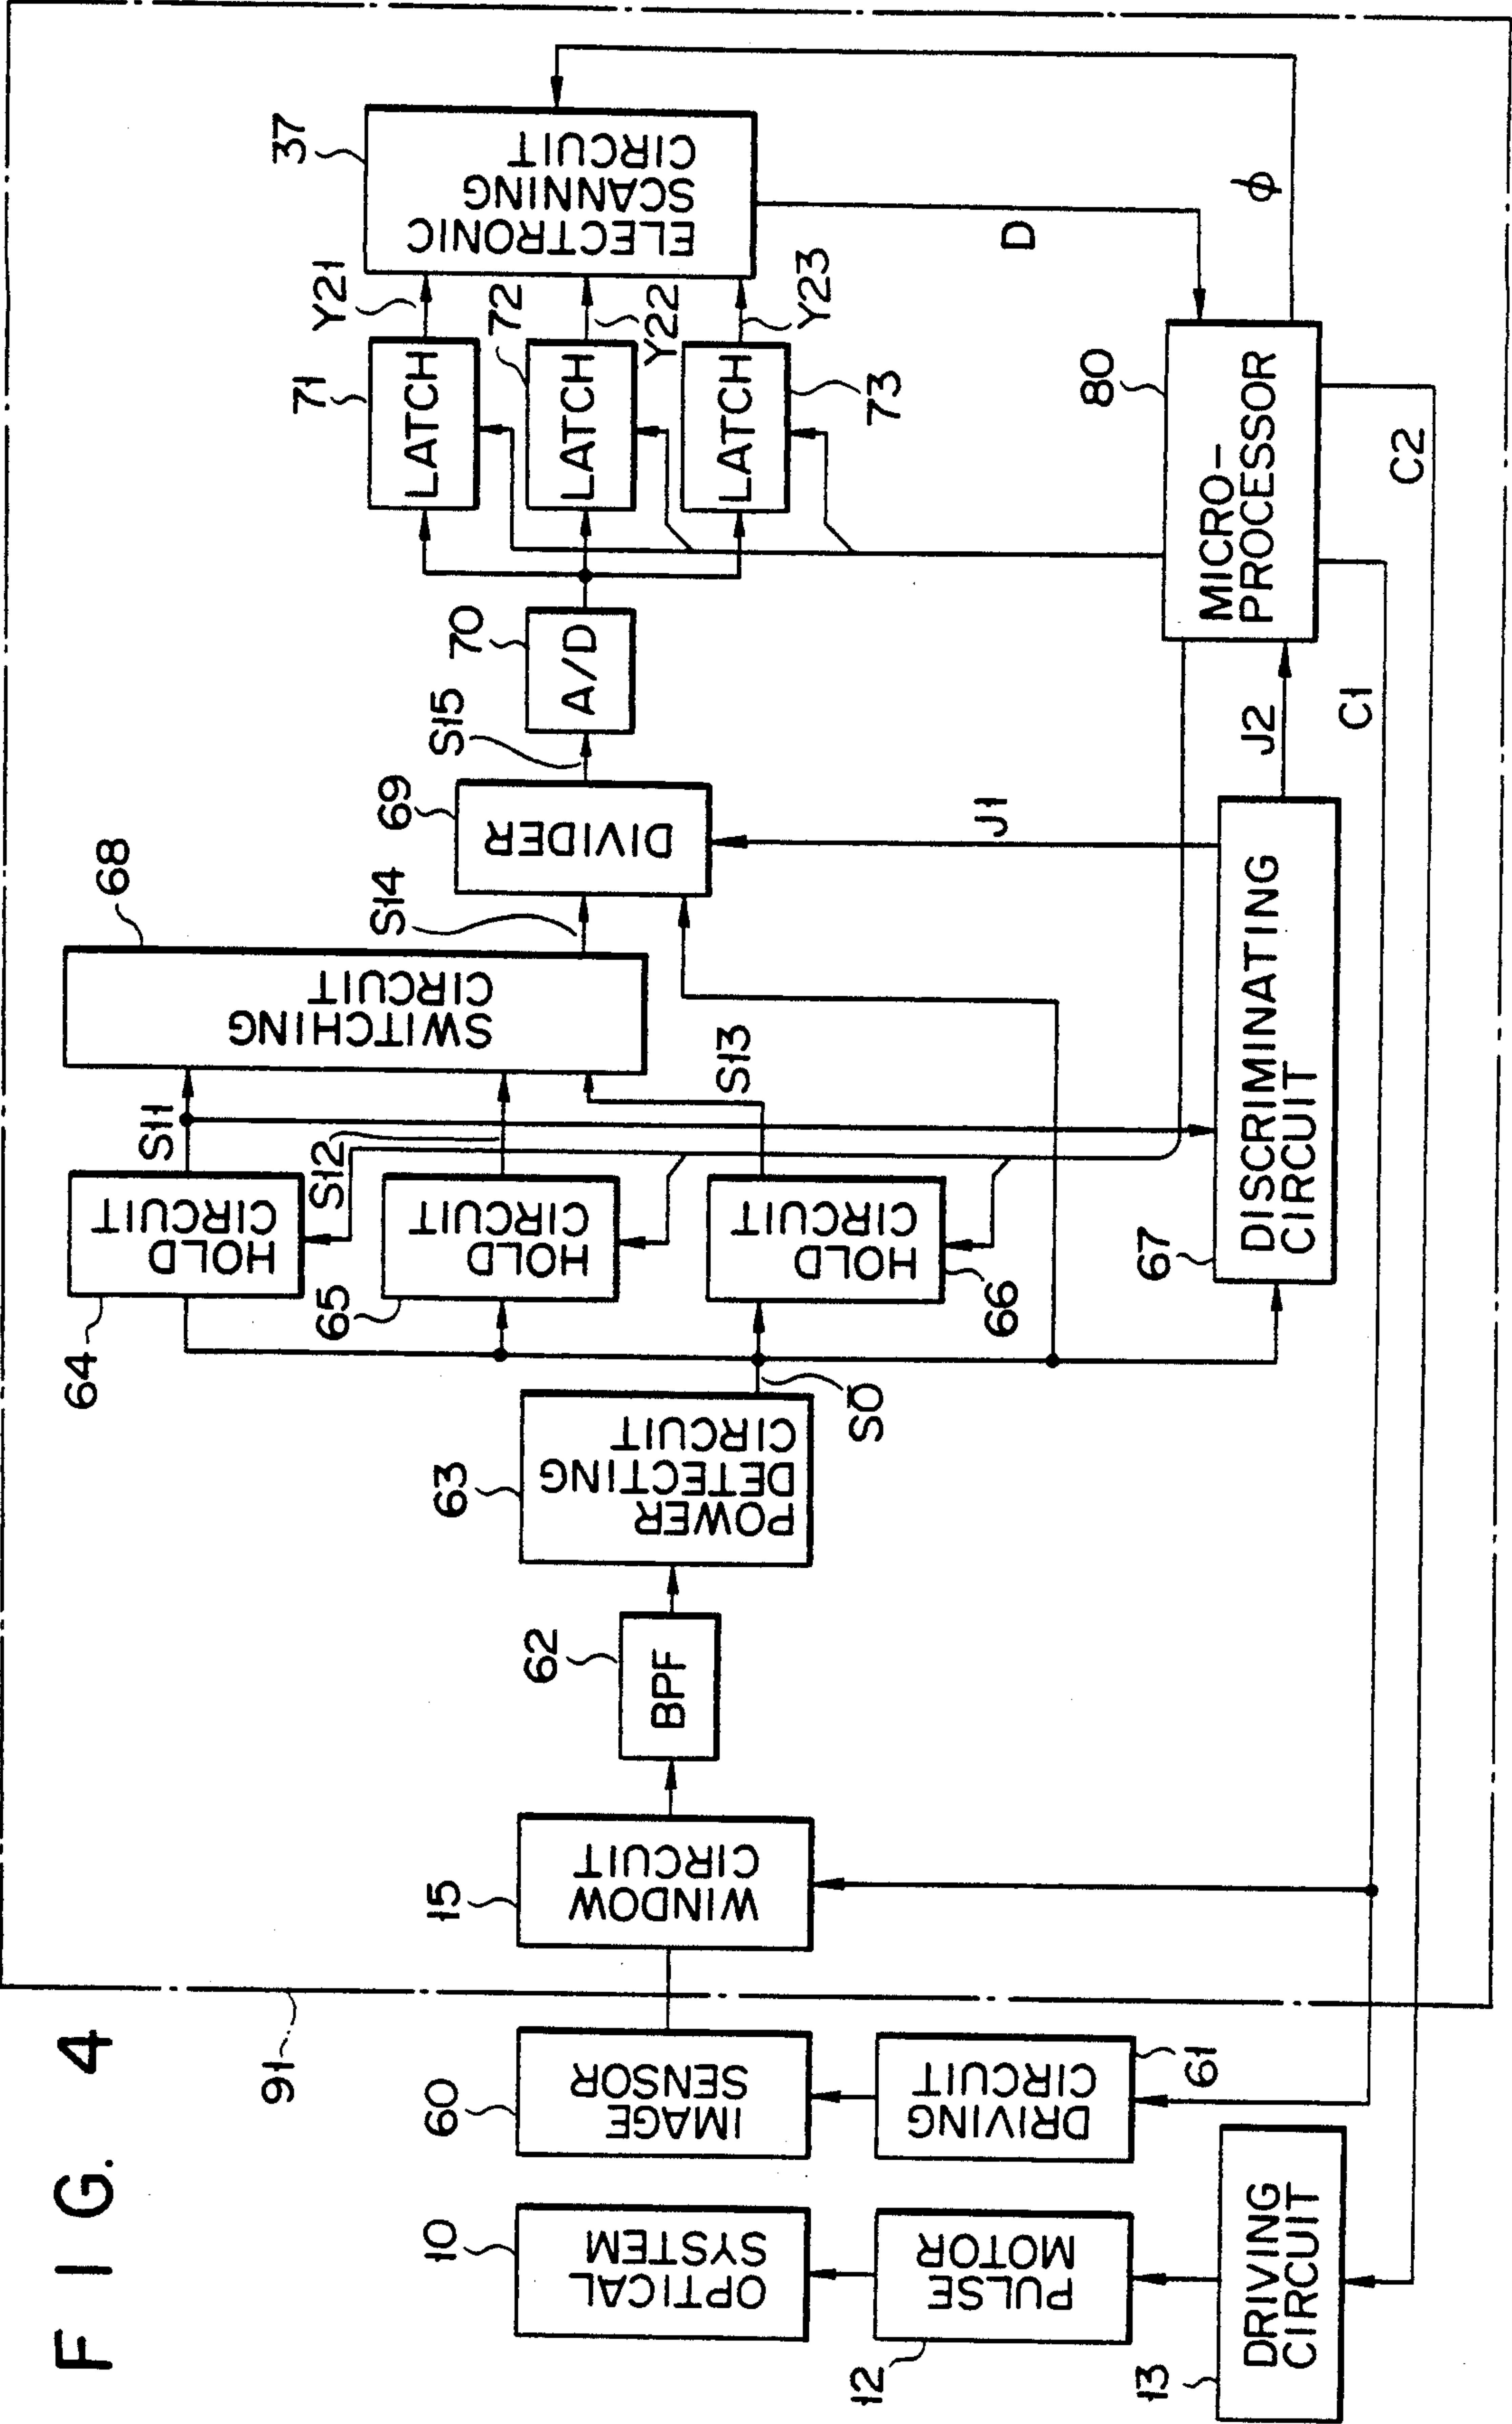 FIG. 4
91
10
OPTICAL
SYSTEM
12
PULSE
MOTOR
13
DRIVING
CIRCUIT
60
IMAGE
SENSOR
DRIVING
CIRCUIT
61
15
WINDOW
CIRCUIT
62
BPF
63
POWER
DETECTING
CIRCUIT
S0
64
HOLD
CIRCUIT
65
HOLD
CIRCUIT
66
HOLD
CIRCUIT
S11
S12
S13
67
DISCRIMINATING
CIRCUIT
68
SWITCHING
CIRCUIT
S14
69
DIVIDER
J1
J2
S15
70
A/D
71
LATCH
72
LATCH
73
LATCH
Y21
Y22
Y23
37
ELECTRONIC
SCANNING
CIRCUIT
D
ϕ
80
MICRO-
PROCESSOR
C1
C2